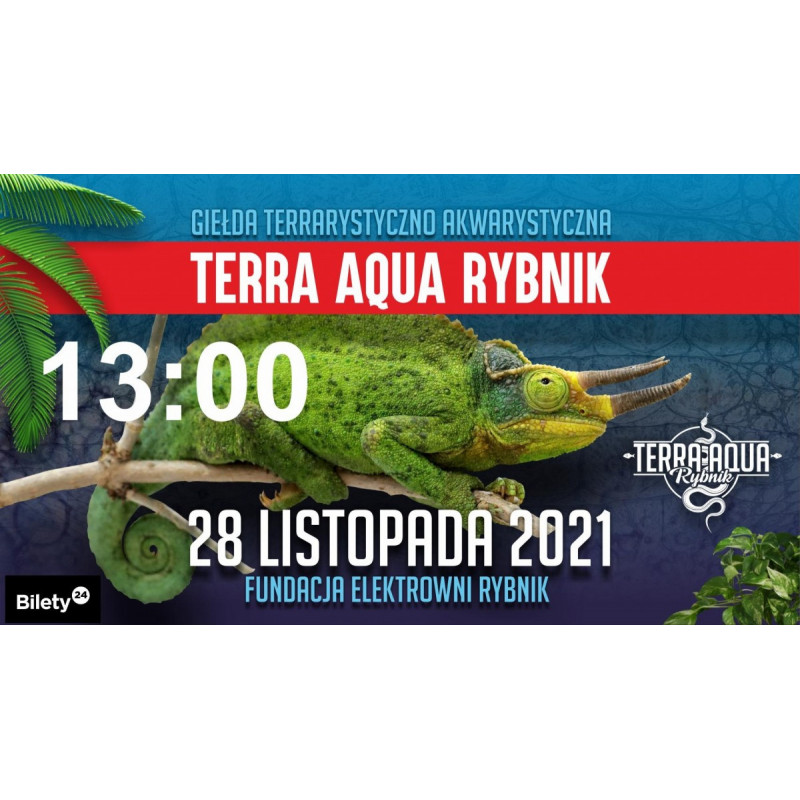 GIEŁDA TERRARYSTYCZNO AKWARYSTYCZNA
TERRA AQUA RYBNIK
13:00
TERRA AQUA
Rybnik
28 LISTOPADA 2021
FUNDACJA ELEKTROWNI RYBNIK
Bilety24